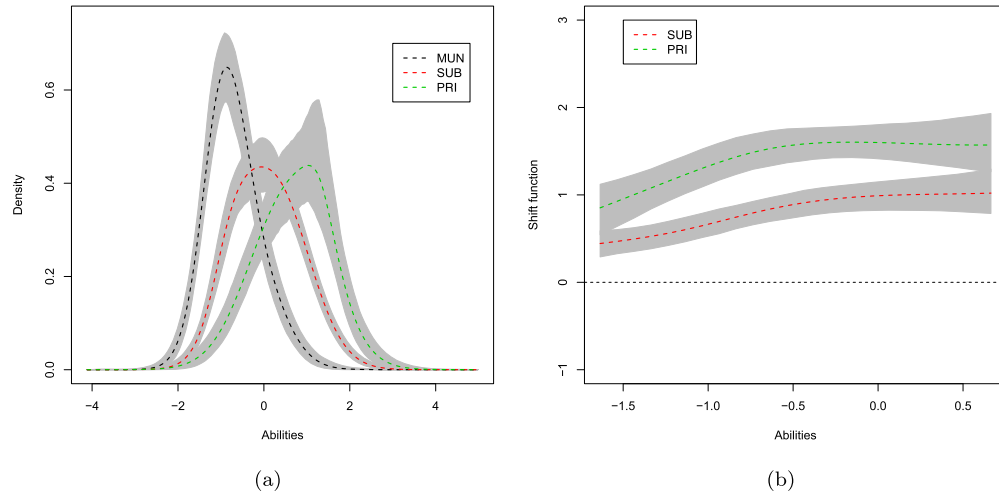 MUN
SUB
PRI
Density
0.0
0.2
0.4
0.6
−4
−2
0
2
4
Abilities
(a)
SUB
PRI
Shift function
−1
0
1
2
3
−1.5
−1.0
−0.5
0.0
0.5
Abilities
(b)